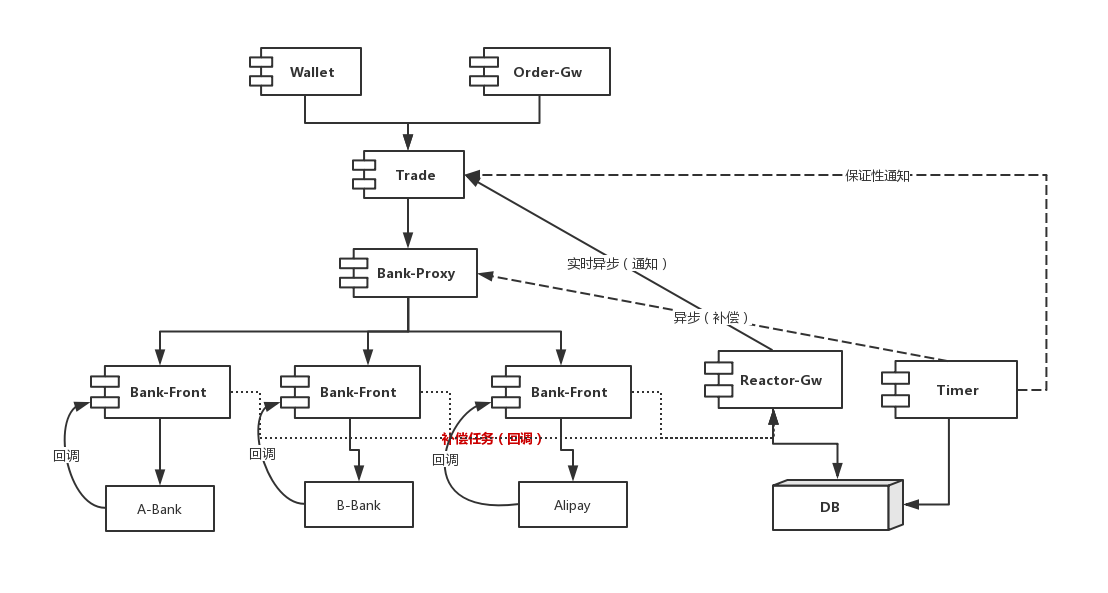 Wallet
Order-Gw
Trade
保证性通知
Bank-Proxy
实时异步（通知）
异步（补偿）
Bank-Front
Bank-Front
Bank-Front
Reactor-Gw
Timer
补偿任务（回调）
回调
回调
回调
A-Bank
B-Bank
Alipay
DB